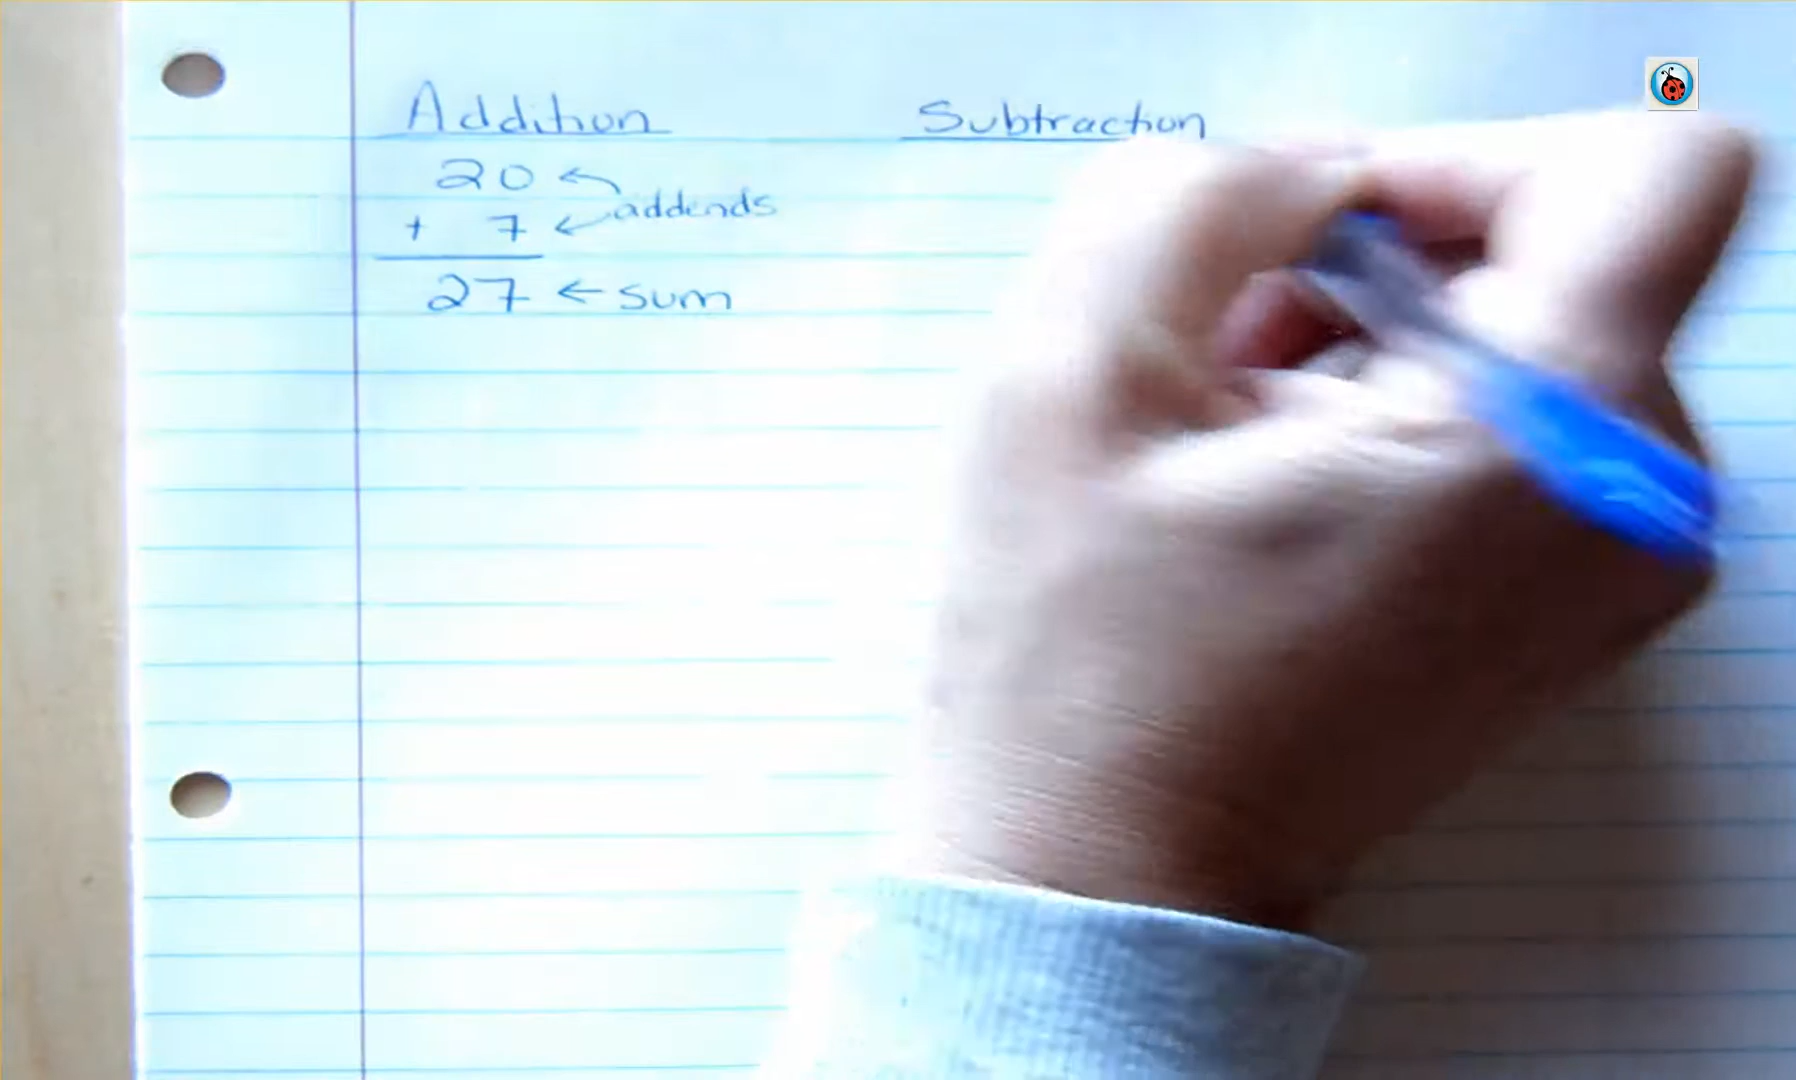 Addition Subtraction
20 ← addends
+ 7 ←
27 ← sum